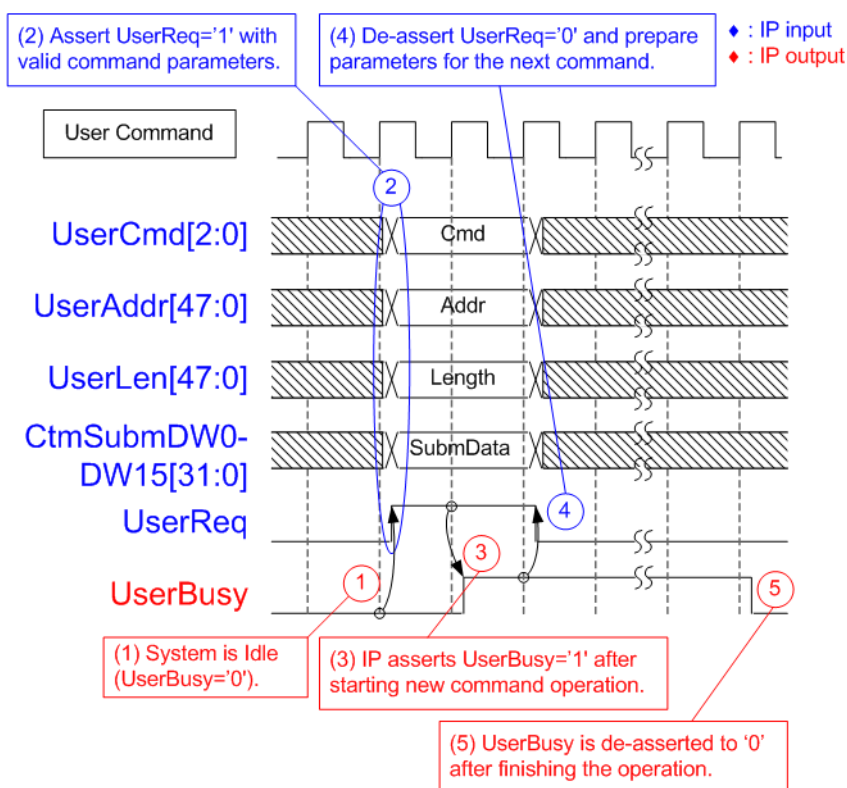 (2) Assert UserReq='1' with
valid command parameters.
(4) De-assert UserReq='0' and prepare
parameters for the next command.
♦ : IP input
♦ : IP output
User Command
2
UserCmd[2:0]
Cmd
UserAddr[47:0]
Addr
UserLen[47:0]
Length
CtmSubmDW0-
DW15[31:0]
SubmData
UserReq
4
3
UserBusy
1
5
(1) System is Idle
(UserBusy='0').
(3) IP asserts UserBusy='1' after
starting new command operation.
(5) UserBusy is de-asserted to ‘0’
after finishing the operation.